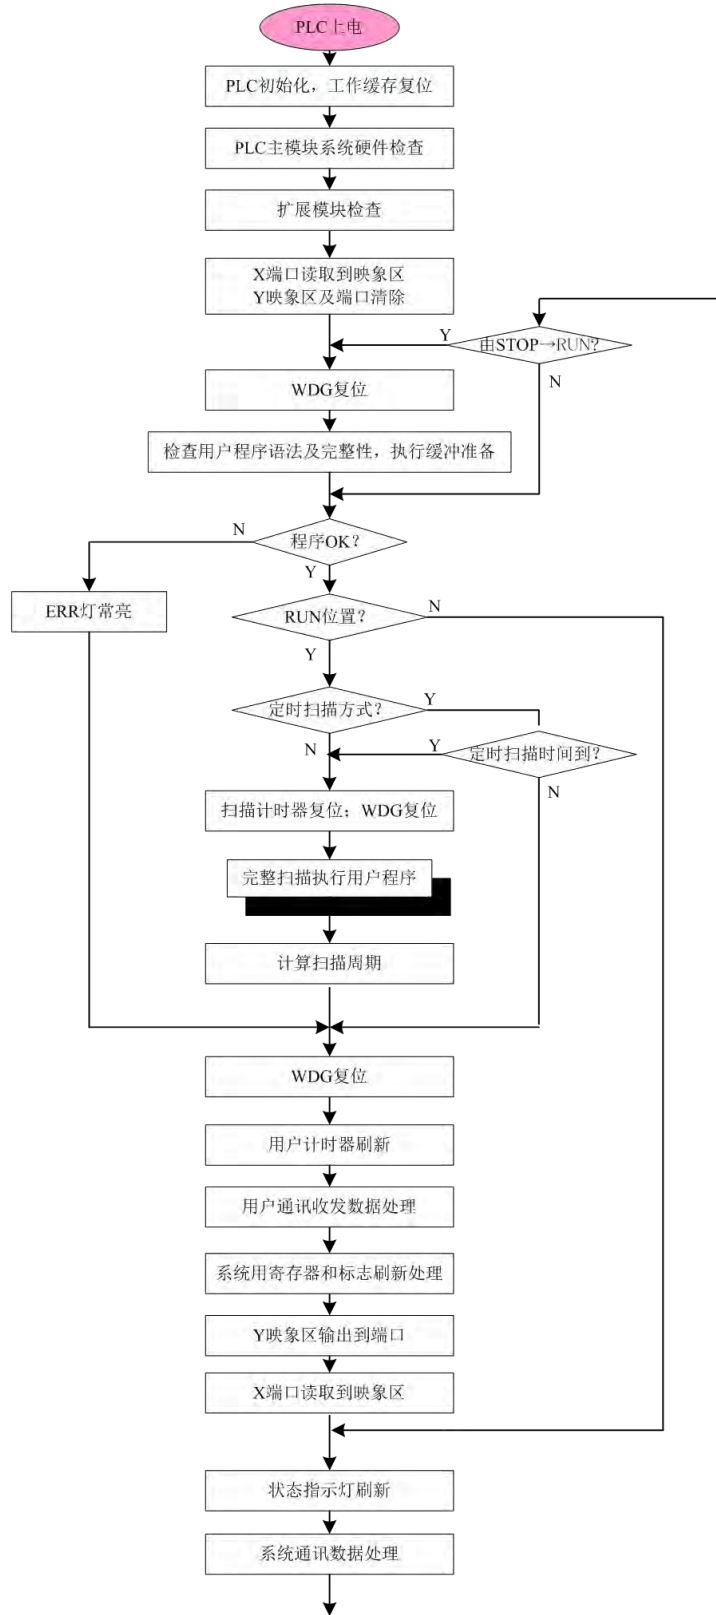 PLC上电
PLC初始化，工作缓存复位
PLC主模块系统硬件检查
扩展模块检查
X端口读取到映象区
Y映象区及端口清除
Y
由STOP→RUN？
N
WDG复位
检查用户程序语法及完整性，执行缓冲准备
N
程序OK？
Y
ERR灯常亮
RUN位置？
N
Y
定时扫描方式？
Y
N
Y
定时扫描时间到？
N
扫描计时器复位；WDG复位
完整扫描执行用户程序
计算扫描周期
WDG复位
用户计时器刷新
用户通讯收发数据处理
系统用寄存器和标志刷新处理
Y映象区输出到端口
X端口读取到映象区
状态指示灯刷新
系统通讯数据处理